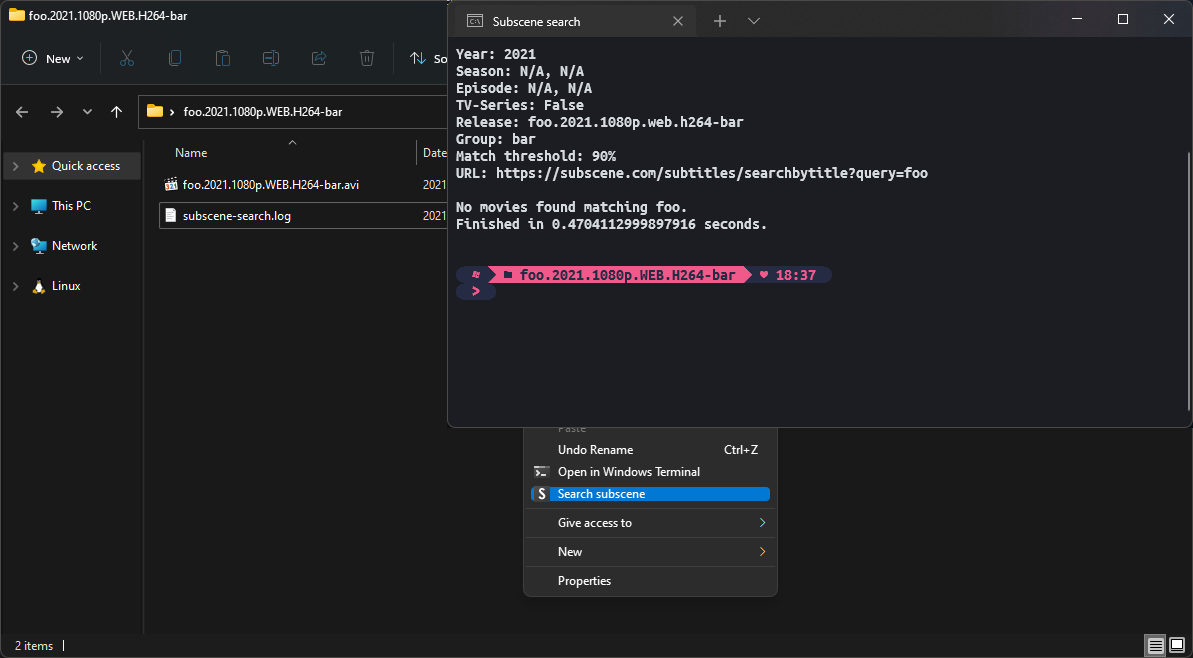 foo.2021.1080p.WEB.H264-bar
New
So
foo.2021.1080p.WEB.H264-bar
Name
Date
Quick access
This PC
Network
Linux
foo.2021.1080p.WEB.H264-bar.avi
2021
subscene-search.log
2021
Subscene search
Year: 2021
Season: N/A, N/A
Episode: N/A, N/A
TV-Series: False
Release: foo.2021.1080p.web.h264-bar
Group: bar
Match threshold: 90%
URL: https://subscene.com/subtitles/searchbytitle?query=foo
No movies found matching foo.
Finished in 0.4704112999897916 seconds.
foo.2021.1080p.WEB.H264-bar ♥ 18:37
>
Paste
Undo Rename Ctrl+Z
Open in Windows Terminal
S Search subscene
Give access to
New
Properties
2 items